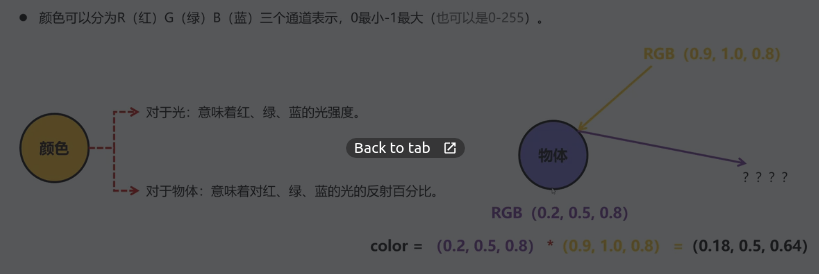 ● 颜色可以分为R（红）G（绿）B（蓝）三个通道表示，0最小-1最大（也可以是0-255）。
RGB（0.9, 1.0, 0.8）
对于光：意味着红、绿、蓝的光强度。
颜色
Back to tab
物体
？？？？
对于物体：意味着对红、绿、蓝的光的反射百分比。
RGB（0.2, 0.5, 0.8）
color = （0.2, 0.5, 0.8） * （0.9, 1.0, 0.8） = （0.18, 0.5, 0.64）